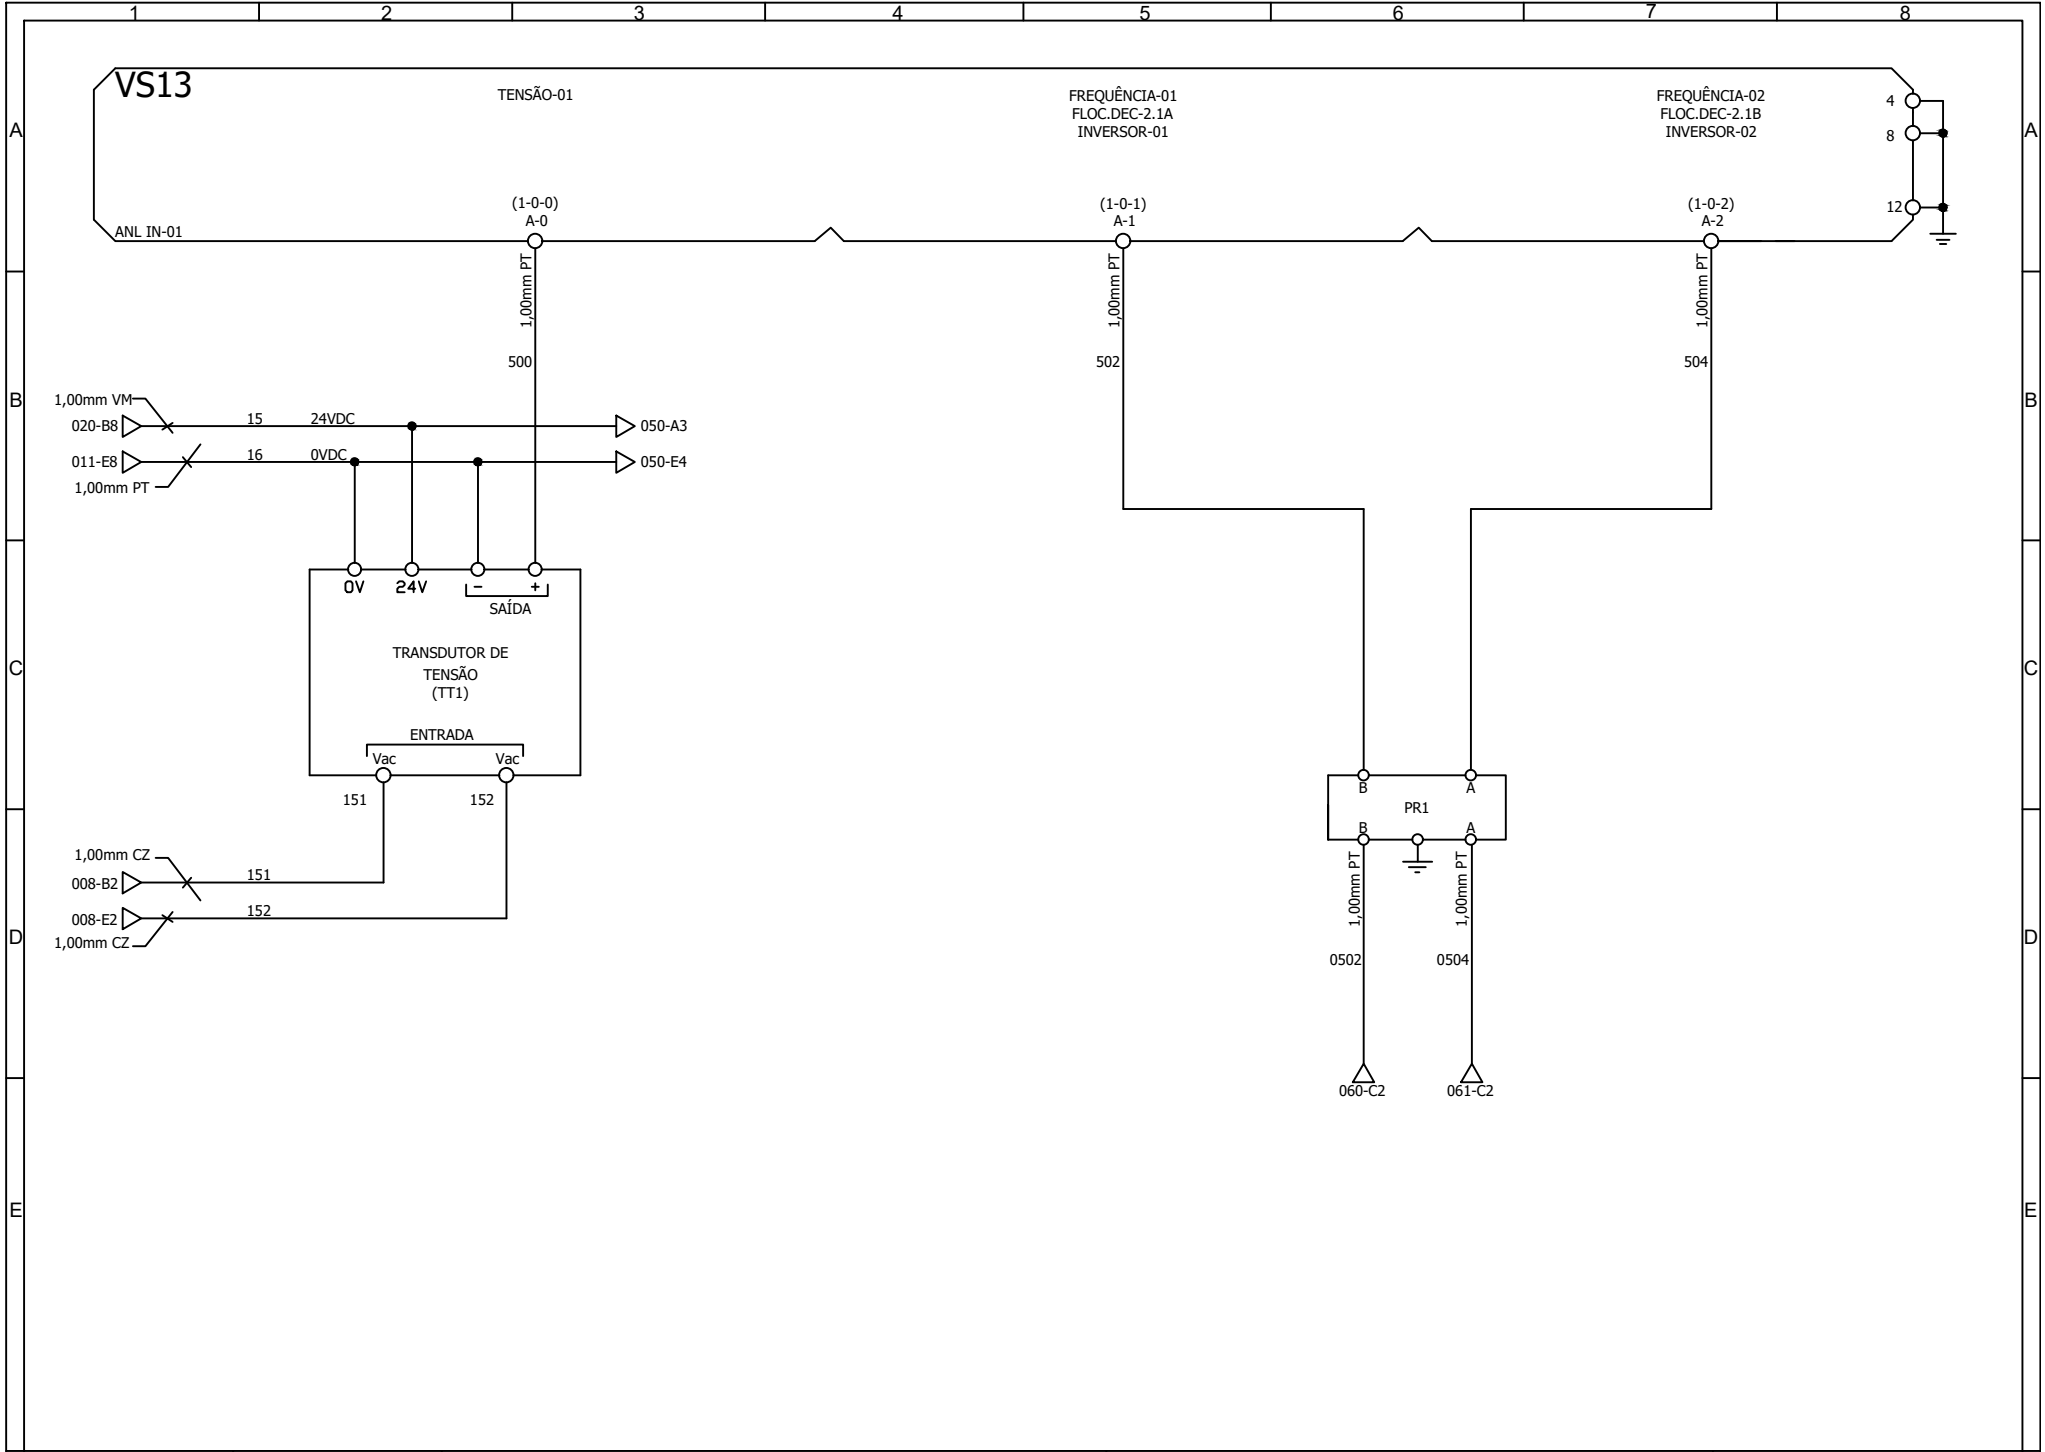 1 2 3 4 5 6 7 8
VS13
TENSÃO-01
FREQUÊNCIA-01
FLOC.DEC-2.1A
INVERSOR-01
FREQUÊNCIA-02
FLOC.DEC-2.1B
INVERSOR-02
4
8
12
A A
(1-0-0)
A-0
(1-0-1)
A-1
(1-0-2)
A-2
ANL IN-01
1,00mm PT
1,00mm PT
1,00mm PT
500
502
504
B B
1,00mm VM
020-B8 15 24VDC 050-A3
011-E8 16 0VDC 050-E4
1,00mm PT
0V 24V - +
SAÍDA
TRANSDUTOR DE
TENSÃO
(TT1)
C C
ENTRADA
Vac Vac
151 152
B A
PR1
B A
1,00mm CZ
008-B2 151
008-E2 152
1,00mm CZ
1,00mm PT
1,00mm PT
D D
0502 0504
060-C2 061-C2
E E